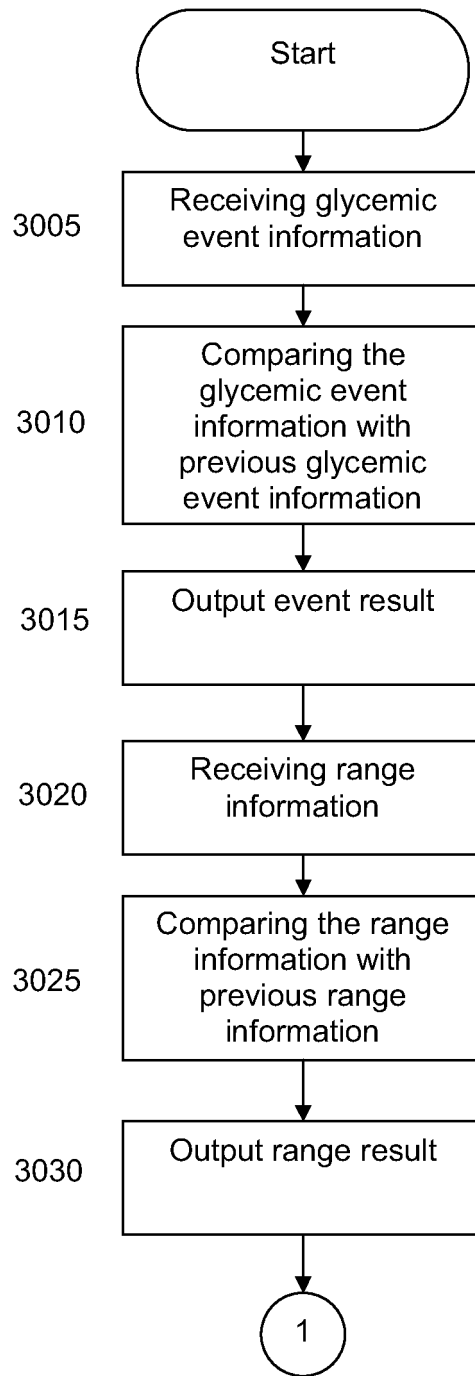 Start
3005
Receiving glycemic
event information
3010
Comparing the
glycemic event
information with
previous glycemic
event information
3015
Output event result
3020
Receiving range
information
3025
Comparing the range
information with
previous range
information
3030
Output range result
1